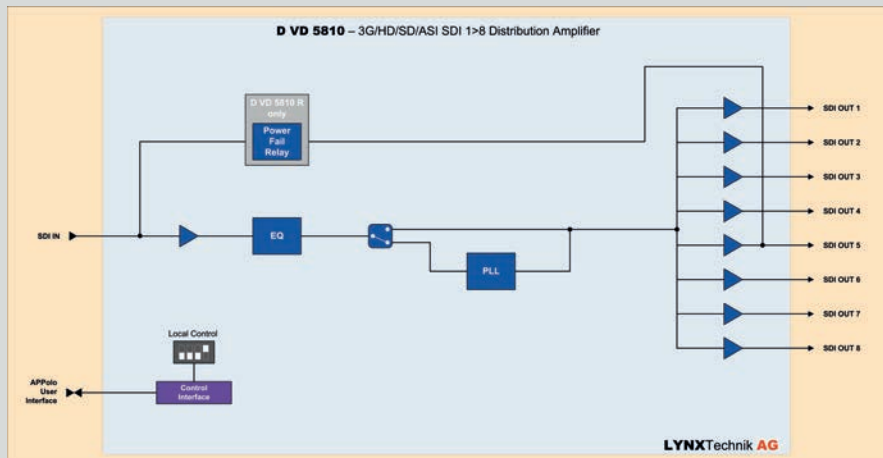 D VD 5810 – 3G/HD/SD/ASI SDI 1>8 Distribution Amplifier
D VD 5810 R
only
Power
Fail
Relay
SDI IN
EQ
PLL
SDI OUT 1
SDI OUT 2
SDI OUT 3
SDI OUT 4
SDI OUT 5
SDI OUT 6
SDI OUT 7
SDI OUT 8
Local Control
APPolo
User
Interface
Control
Interface
LYNXTechnik AG